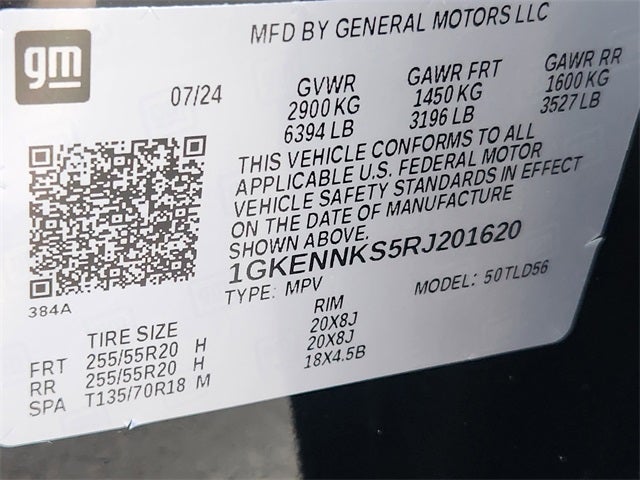 gm
MFD BY GENERAL MOTORS LLC
07/24
GVWR GAWR FRT GAWR RR
2900 KG 1450 KG 1600 KG
6394 LB 3196 LB 3527 LB
THIS VEHICLE CONFORMS TO ALL
APPLICABLE U.S. FEDERAL MOTOR
VEHICLE SAFETY STANDARDS IN EFFECT
ON THE DATE OF MANUFACTURE
SHOWN ABOVE.
1GKENNKS5RJ201620
TYPE: MPV MODEL: 50TLD56
384A
TIRE SIZE RIM
FRT 255/55R20 H 20X8J
RR 255/55R20 H 20X8J
SPA T135/70R18 M 18X4.5B